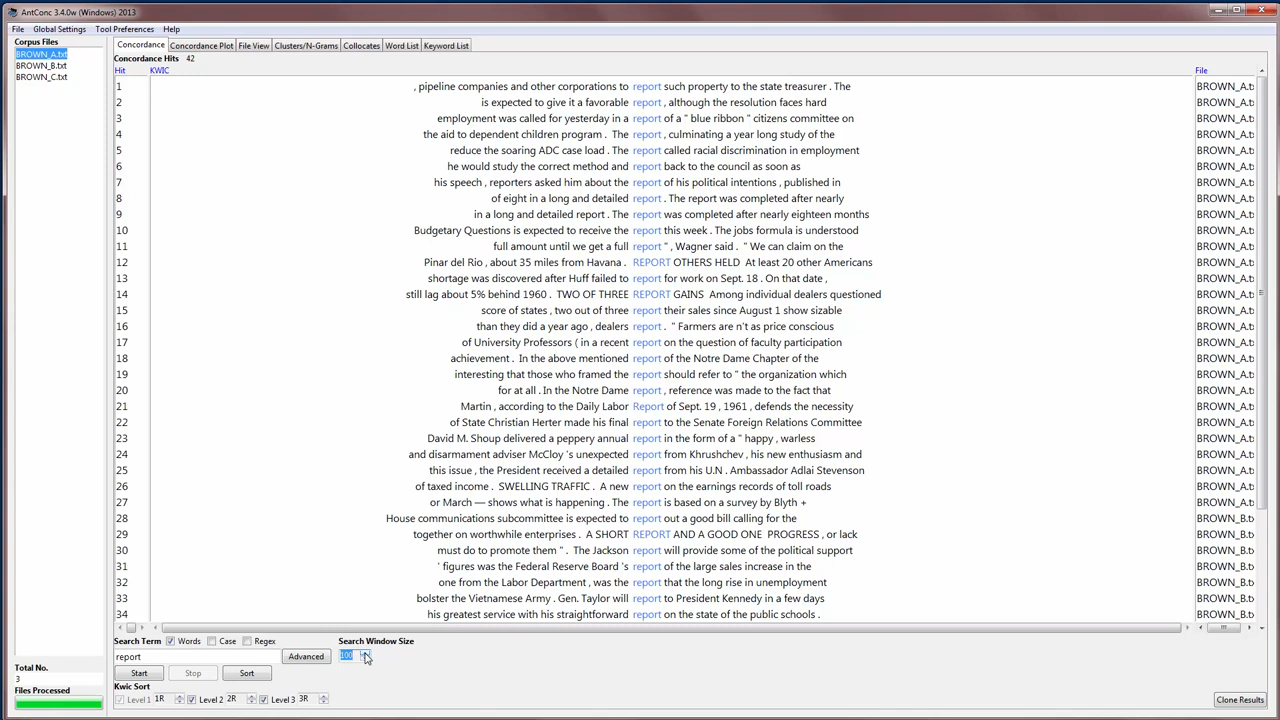 AntConc 3.4.0w (Windows) 2013
File Global Settings Tool Preferences Help
Corpus Files
BROWN_A.txt
BROWN_B.txt
BROWN_C.txt
Concordance Concordance Plot File View Clusters/N-Grams Collocates Word List Keyword List
Concordance Hits 42
Hit KWIC File
1 , pipeline companies and other corporations to report such property to the state treasurer . The BROWN_A.t
2 is expected to give it a favorable report , although the resolution faces hard BROWN_A.t
3 employment was called for yesterday in a report of a " blue ribbon " citizens committee on BROWN_A.t
4 the aid to dependent children program . The report , culminating a year long study of the BROWN_A.t
5 reduce the soaring ADC case load . The report called racial discrimination in employment BROWN_A.t
6 he would study the correct method and report back to the council as soon as BROWN_A.t
7 his speech , reporters asked him about the report of his political intentions , published in BROWN_A.t
8 of eight in a long and detailed report . The report was completed after nearly BROWN_A.t
9 in a long and detailed report . The report was completed after nearly eighteen months BROWN_A.t
10 Budgetary Questions is expected to receive the report this week . The jobs formula is understood BROWN_A.t
11 full amount until we get a full report " , Wagner said . " We can claim on the BROWN_A.t
12 Pinar del Rio , about 35 miles from Havana . REPORT OTHERS HELD At least 20 other Americans BROWN_A.t
13 shortage was discovered after Huff failed to report for work on Sept. 18 . On that date , BROWN_A.t
14 still lag about 5% behind 1960 . TWO OF THREE REPORT GAINS Among individual dealers questioned BROWN_A.t
15 score of states , two out of three report their sales since August 1 show sizable BROWN_A.t
16 than they did a year ago , dealers report . " Farmers are n't as price conscious BROWN_A.t
17 of University Professors ( in a recent report on the question of faculty participation BROWN_A.t
18 achievement . In the above mentioned report of the Notre Dame Chapter of the BROWN_A.t
19 interesting that those who framed the report should refer to " the organization which BROWN_A.t
20 for at all . In the Notre Dame report , reference was made to the fact that BROWN_A.t
21 Martin , according to the Daily Labor Report of Sept. 19 , 1961 , defends the necessity BROWN_A.t
22 of State Christian Herter made his final report to the Senate Foreign Relations Committee BROWN_A.t
23 David M. Shoup delivered a peppery annual report in the form of a " happy , warless BROWN_A.t
24 and disarmament adviser McCloy 's unexpected report from Khrushchev , his new enthusiasm and BROWN_A.t
25 this issue , the President received a detailed report from his U.N . Ambassador Adlai Stevenson BROWN_A.t
26 of taxed income . SWELLING TRAFFIC . A new report on the earnings records of toll roads BROWN_A.t
27 or March — shows what is happening . The report is based on a survey by Blyth + BROWN_A.t
28 House communications subcommittee is expected to report out a good bill calling for the BROWN_B.t
29 together on worthwhile enterprises . A SHORT REPORT AND A GOOD ONE PROGRESS , or lack BROWN_B.t
30 must do to promote them " . The Jackson report will provide some of the political support BROWN_B.t
31 ' figures was the Federal Reserve Board 's report of the large sales increase in the BROWN_B.t
32 one from the Labor Department , was the report that the long rise in unemployment BROWN_B.t
33 bolster the Vietnamese Army . Gen. Taylor will report to President Kennedy in a few days BROWN_B.t
34 his greatest service with his straightforward report on the state of the public schools . BROWN_B.t
Search Term Words Case Regex Search Window Size
report Advanced
Start Stop Sort
Kwic Sort
Level 1 1R Level 2 2R Level 3 3R Clone Results
Total No.
3
Files Processed